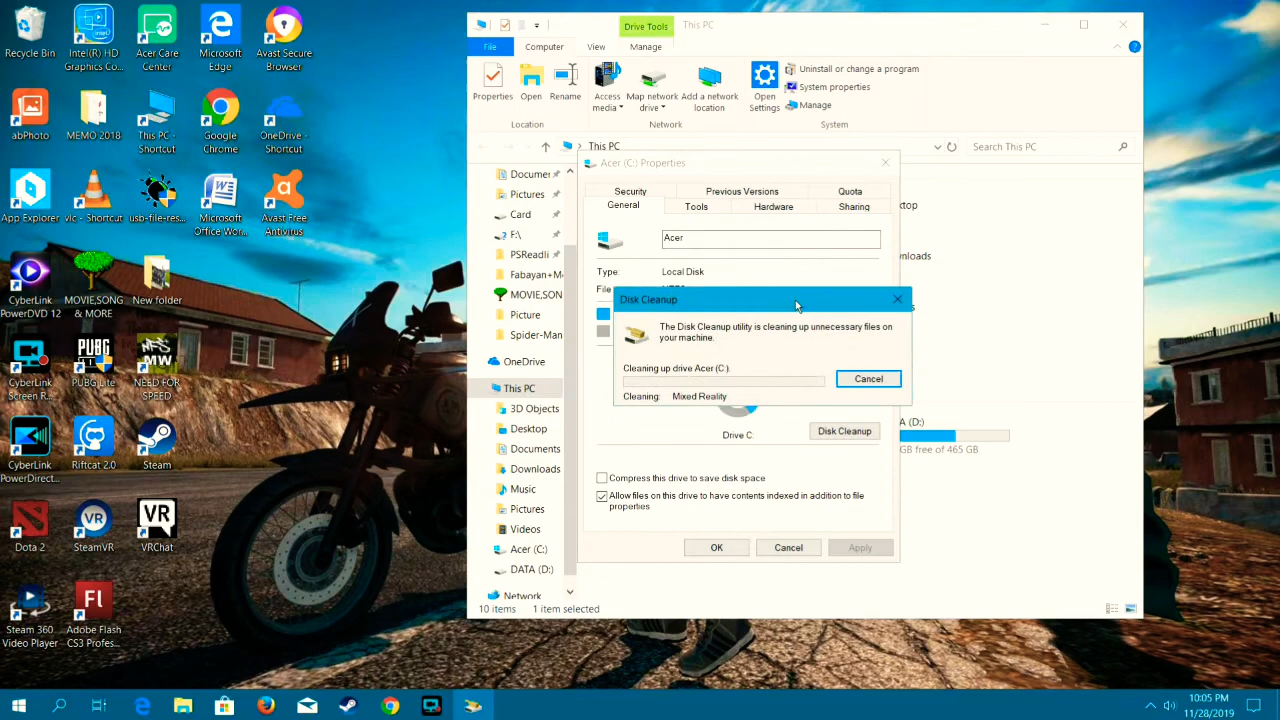 Recycle Bin
Intel(R) HD
Graphics Co...
Acer Care
Center
Microsoft
Edge
Avast Secure
Browser
abPhoto
MEMO 2018
This PC -
Shortcut
Google
Chrome
OneDrive -
Shortcut
App Explorer
vlc - Shortcut
usb-file-res...
Microsoft
Office Wor...
Avast Free
Antivirus
CyberLink
PowerDVD 12
MOVIE,SONG
& MORE
New folder
CyberLink
Screen R...
PUBG Lite
NEED FOR
SPEED
CyberLink
PowerDirect...
Riftcat 2.0
Steam
Dota 2
SteamVR
VRChat
Steam 360
Video Player
Adobe Flash
CS3 Profes...
Drive Tools
This PC
File
Computer
View
Manage
Properties
Open
Rename
Access
media
Map network
drive
Add a network
location
Open
Settings
Uninstall or change a program
System properties
Manage
Location
Network
System
This PC
Search This PC
Documer
Pictures
Card
F:\
PSReadli
Fabayan+M
MOVIE,SON
Picture
Spider-Man
OneDrive
This PC
3D Objects
Desktop
Documents
Downloads
Music
Pictures
Videos
Acer (C:)
DATA (D:)
Network
10 items
1 item selected
Acer (C:) Properties
Security
Previous Versions
Quota
General
Tools
Hardware
Sharing
Acer
Type:
Local Disk
File
Disk Cleanup
The Disk Cleanup utility is cleaning up unnecessary files on
your machine.
Cleaning up drive Acer (C:).
Cancel
Cleaning:
Mixed Reality
Drive C:
Disk Cleanup
Compress this drive to save disk space
Allow files on this drive to have contents indexed in addition to file
properties
OK
Cancel
Apply
ktop
wnloads
A (D:)
GB free of 465 GB
10:05 PM
11/28/2019